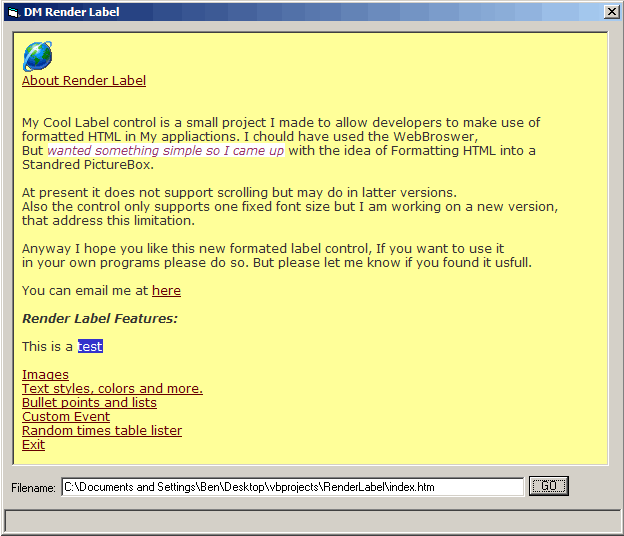 DM Render Label
About Render Label
My Cool Label control is a small project I made to allow developers to make use of
formatted HTML in My appliactions. I chould have used the WebBroswer,
But wanted something simple so I came up with the idea of Formatting HTML into a
Standred PictureBox.
At present it does not support scrolling but may do in latter versions.
Also the control only supports one fixed font size but I am working on a new version,
that address this limitation.
Anyway I hope you like this new formated label control, If you want to use it
in your own programs please do so. But please let me know if you found it usfull.
You can email me at here
Render Label Features:
This is a test
Images
Text styles, colors and more.
Bullet points and lists
Custom Event
Random times table lister
Exit
Filename: C:\Documents and Settings\Ben\Desktop\vbprojects\RenderLabel\index.htm GO